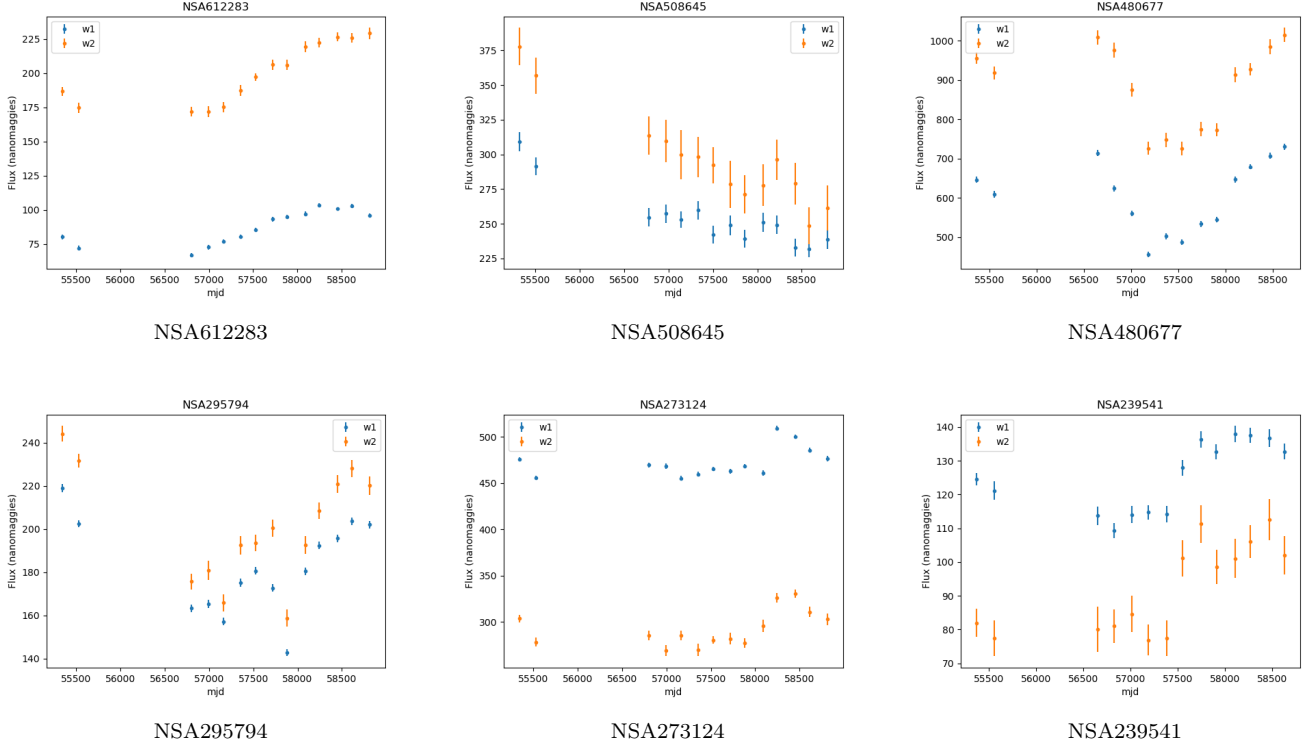 NSA612283
w1
w2
225
200
175
150
125
100
75
Flux (nanomaggies)
55500 56000 56500 57000 57500 58000 58500
mjd
NSA612283
NSA508645
w1
w2
375
350
325
300
275
250
225
Flux (nanomaggies)
55500 56000 56500 57000 57500 58000 58500
mjd
NSA508645
NSA480677
w1
w2
1000
900
800
700
600
500
Flux (nanomaggies)
55500 56000 56500 57000 57500 58000 58500
mjd
NSA480677
NSA295794
w1
w2
240
220
200
180
160
140
Flux (nanomaggies)
55500 56000 56500 57000 57500 58000 58500
mjd
NSA295794
NSA273124
w1
w2
500
450
400
350
300
Flux (nanomaggies)
55500 56000 56500 57000 57500 58000 58500
mjd
NSA273124
NSA239541
w1
w2
140
130
120
110
100
90
80
70
Flux (nanomaggies)
55500 56000 56500 57000 57500 58000 58500
mjd
NSA239541